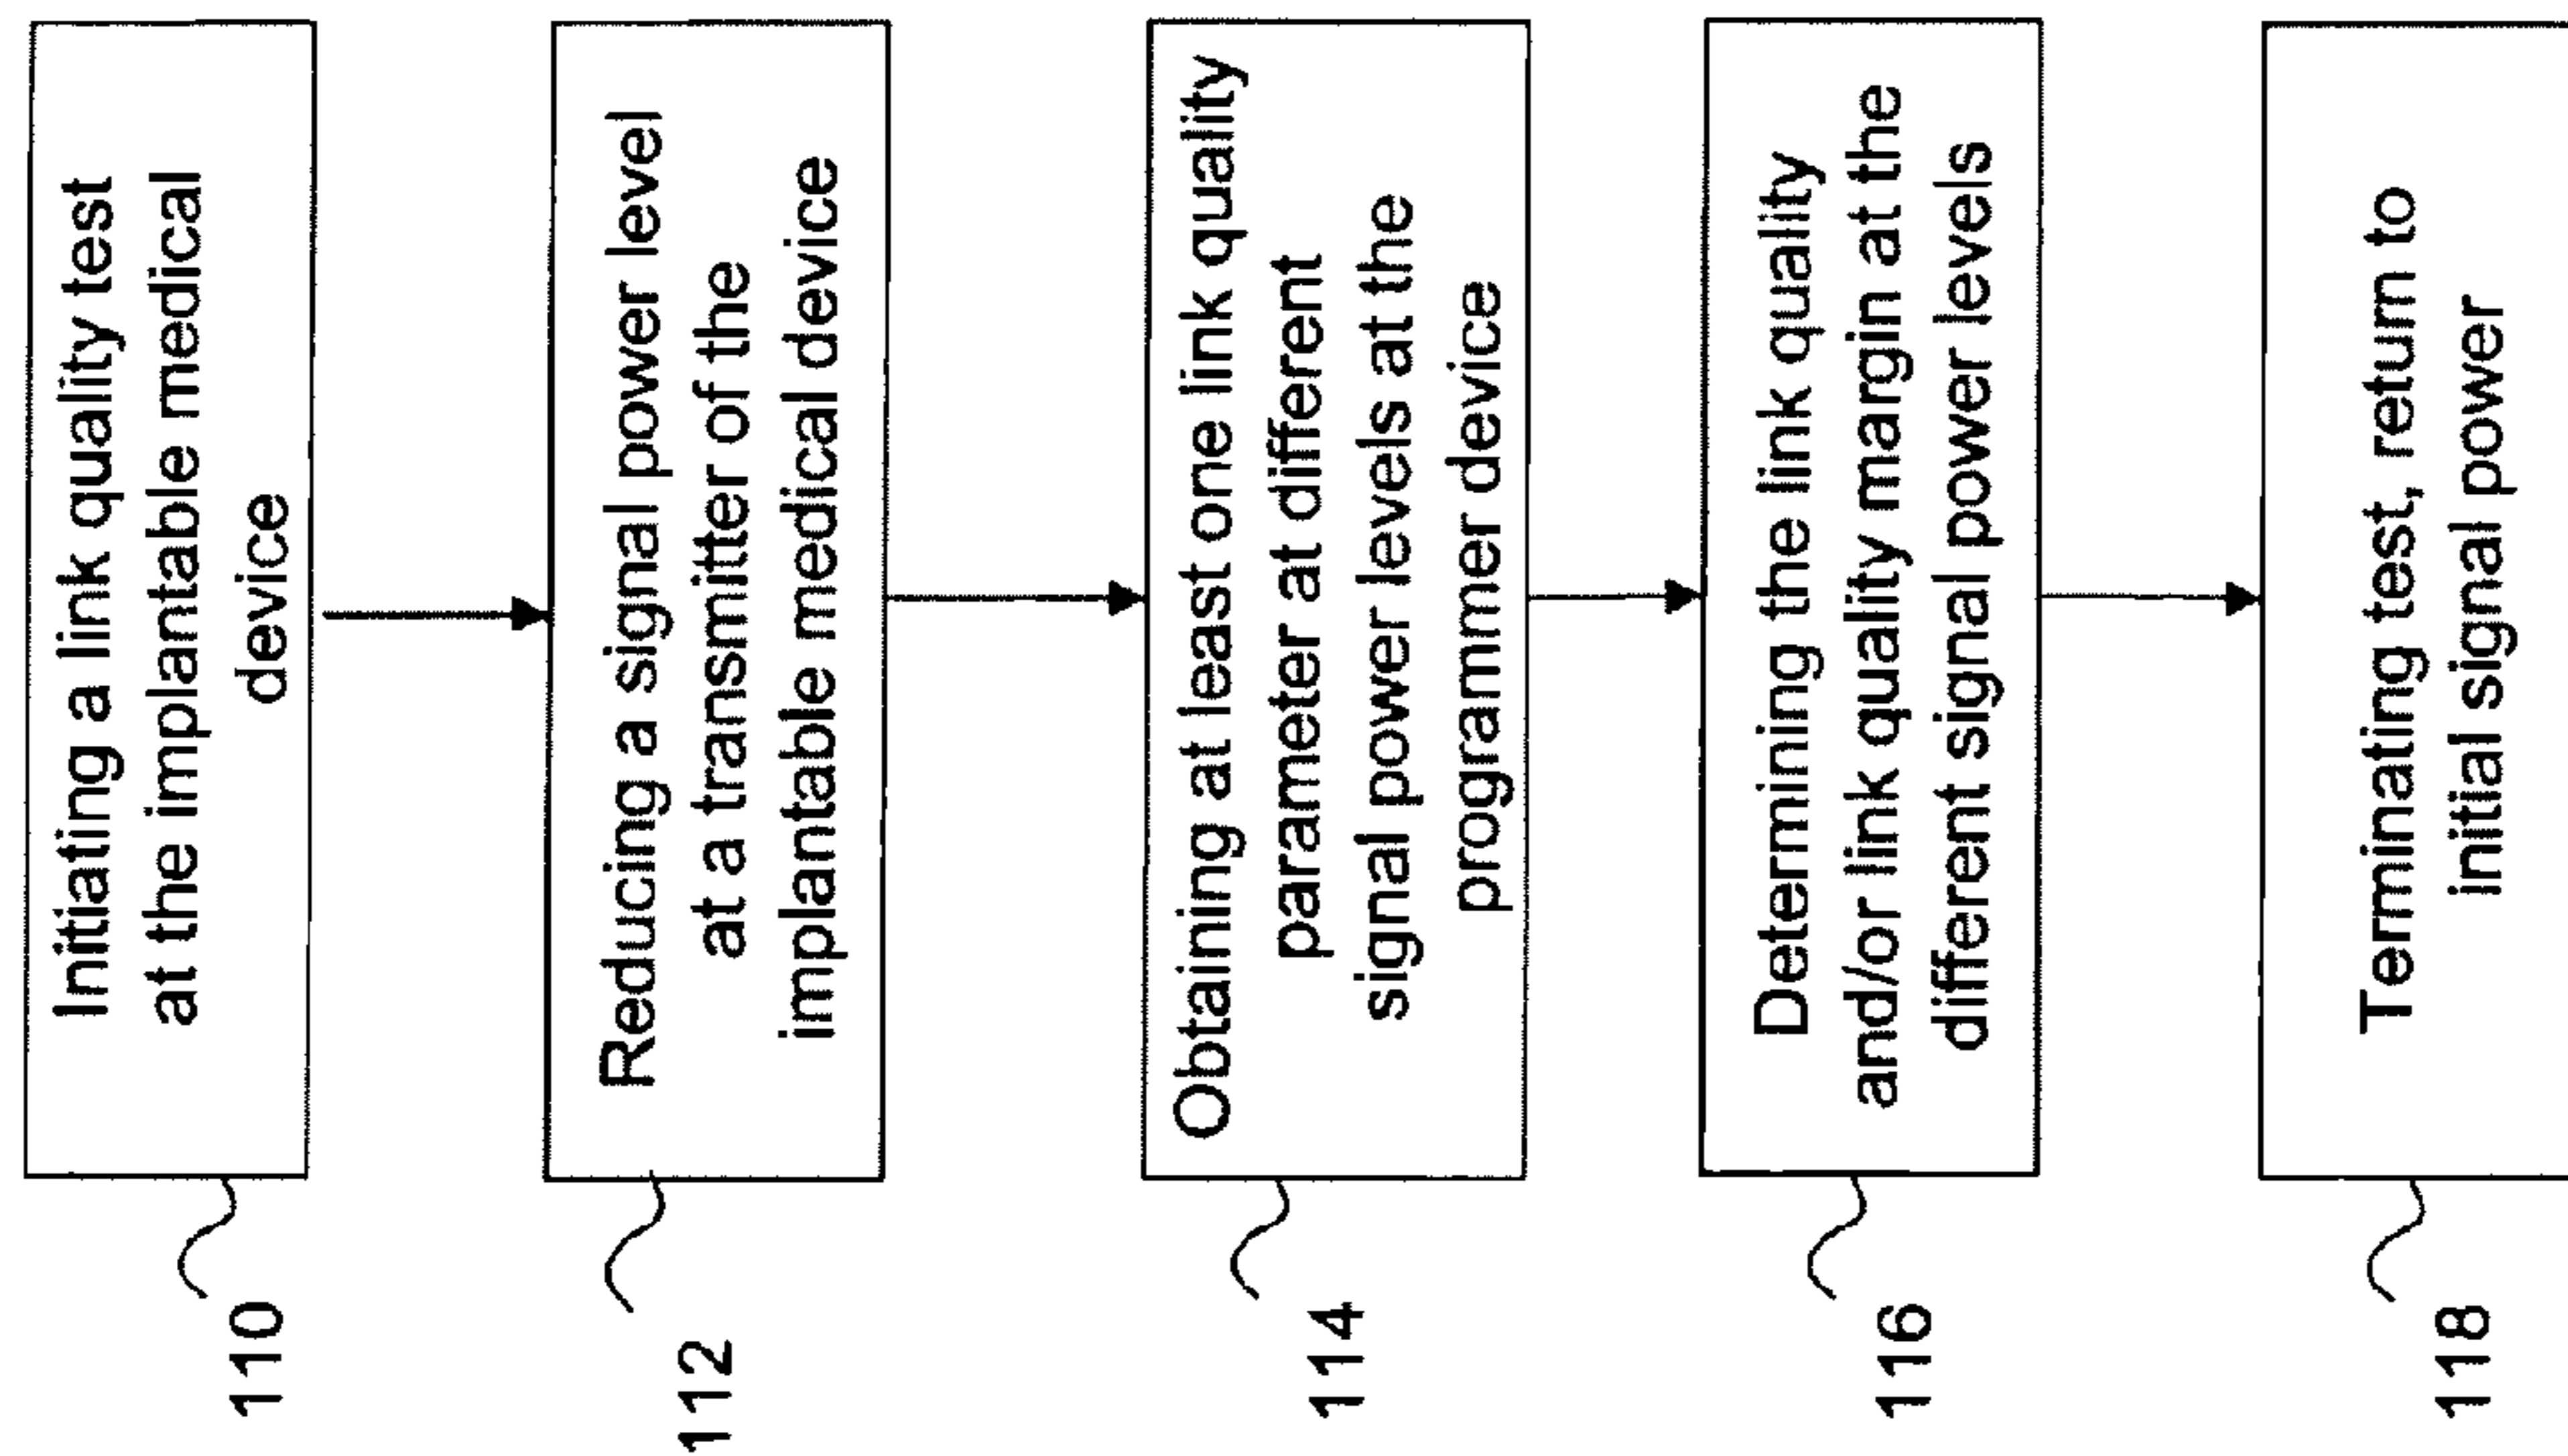 110
Initiating a link quality test
at the implantable medical
device
112
Reducing a signal power level
at a transmitter of the
implantable medical device
114
Obtaining at least one link quality
parameter at different
signal power levels at the
programmer device
116
Determining the link quality
and/or link quality margin at the
different signal power levels
118
Terminating test, return to
initial signal power